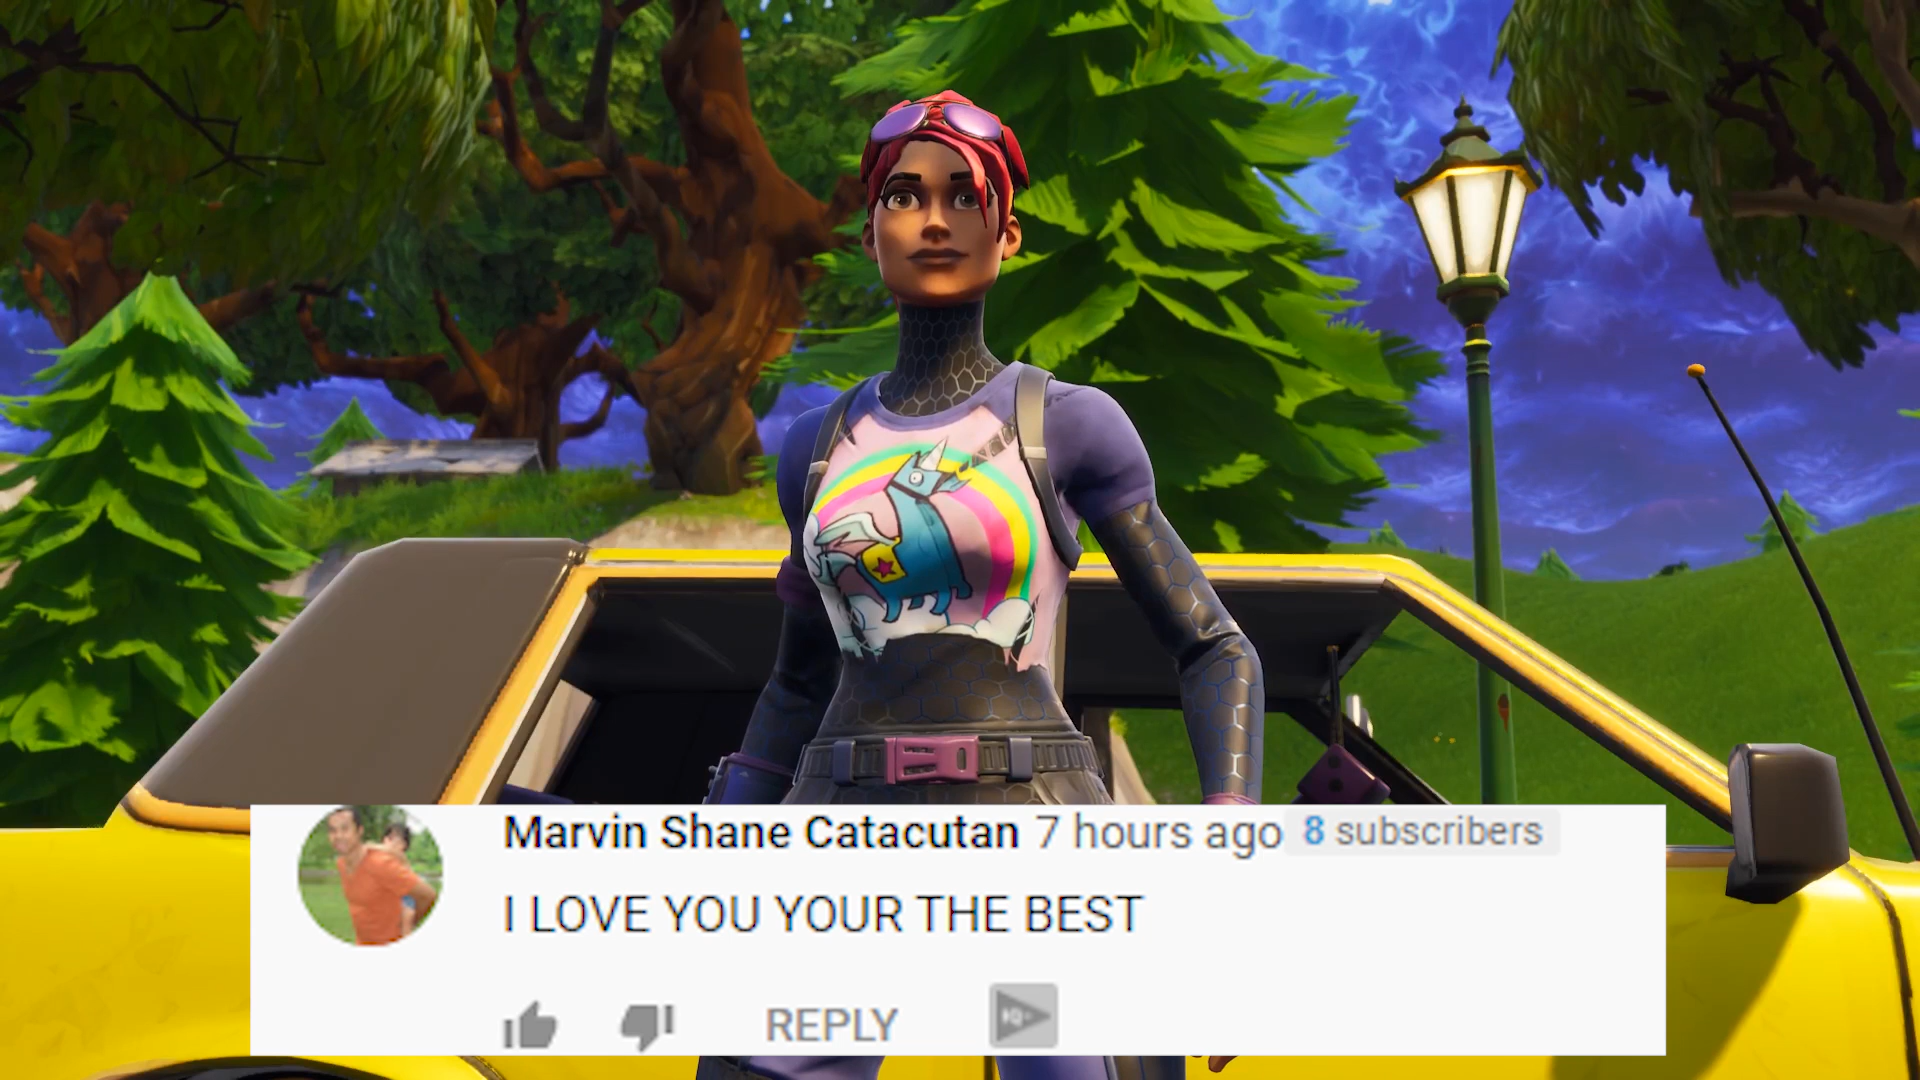 Marvin Shane Catacutan 7 hours ago 8 subscribers
I LOVE YOU YOUR THE BEST
REPLY